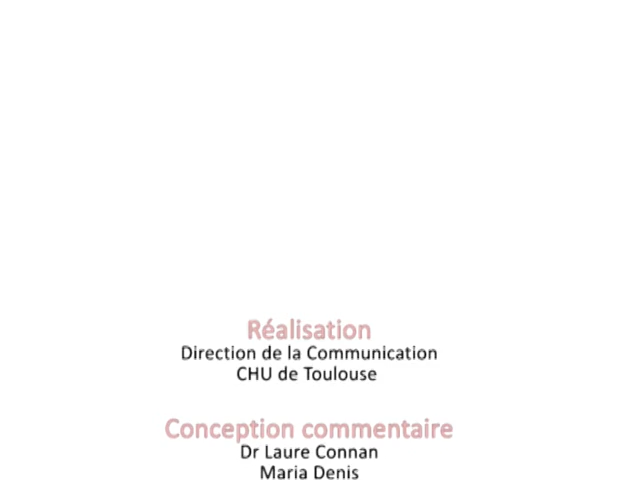 Réalisation
Direction de la Communication
CHU de Toulouse
Conception commentaire
Dr Laure Connan
Maria Denis